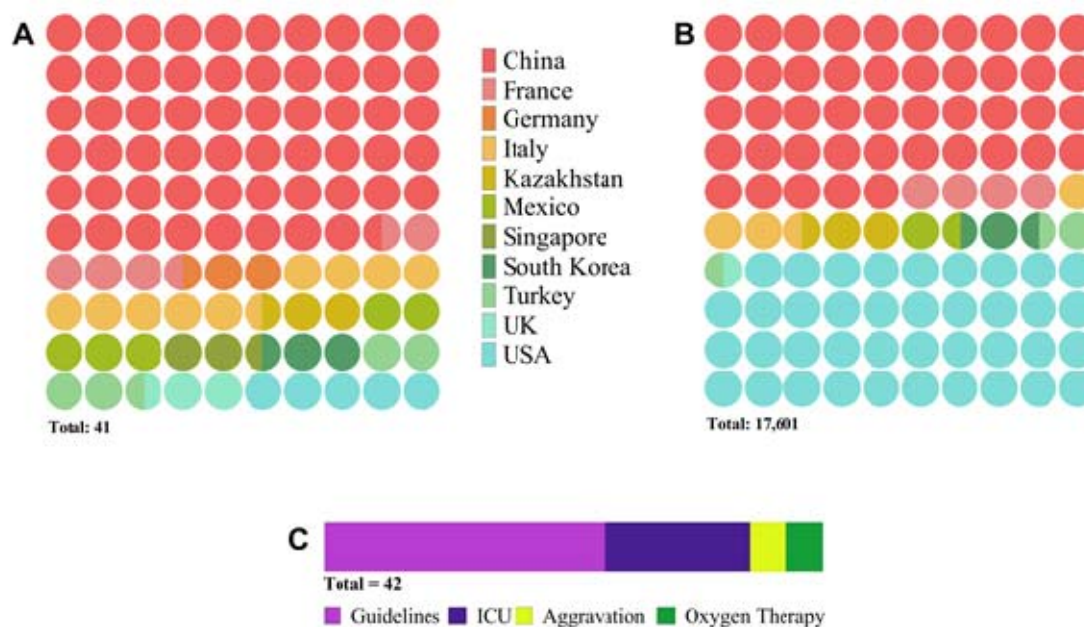 A
B
China
France
Germany
Italy
Kazakhstan
Mexico
Singapore
South Korea
Turkey
UK
USA
Total: 41
Total: 17,601
C
Total = 42
Guidelines ICU Aggravation Oxygen Therapy